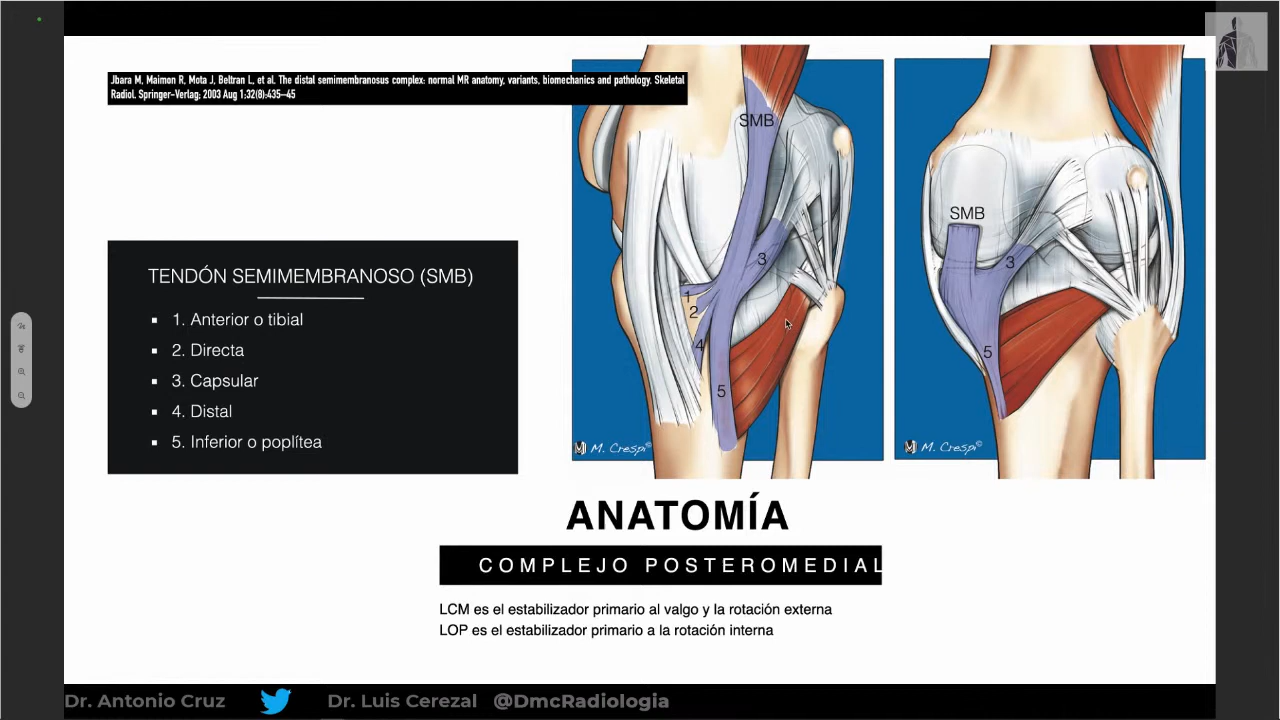 Jbara M, Maimon R, Mota J, Beltran L, et al. The distal semimembranosus complex: normal MR anatomy, variants, biomechanics and pathology. Skeletal
Radiol. Springer-Verlag; 2003 Aug 1;32(8):435–45
TENDÓN SEMIMEMBRANOSO (SMB)
▪ 1. Anterior o tibial
▪ 2. Directa
▪ 3. Capsular
▪ 4. Distal
▪ 5. Inferior o poplítea
SMB
3
1
2
4
5
M. Crespi©
SMB
3
5
M. Crespi©
ANATOMÍA
COMPLEJO POSTEROMEDIAL
LCM es el estabilizador primario al valgo y la rotación externa
LOP es el estabilizador primario a la rotación interna
Dr. Antonio Cruz Dr. Luis Cerezal @DmcRadiologia